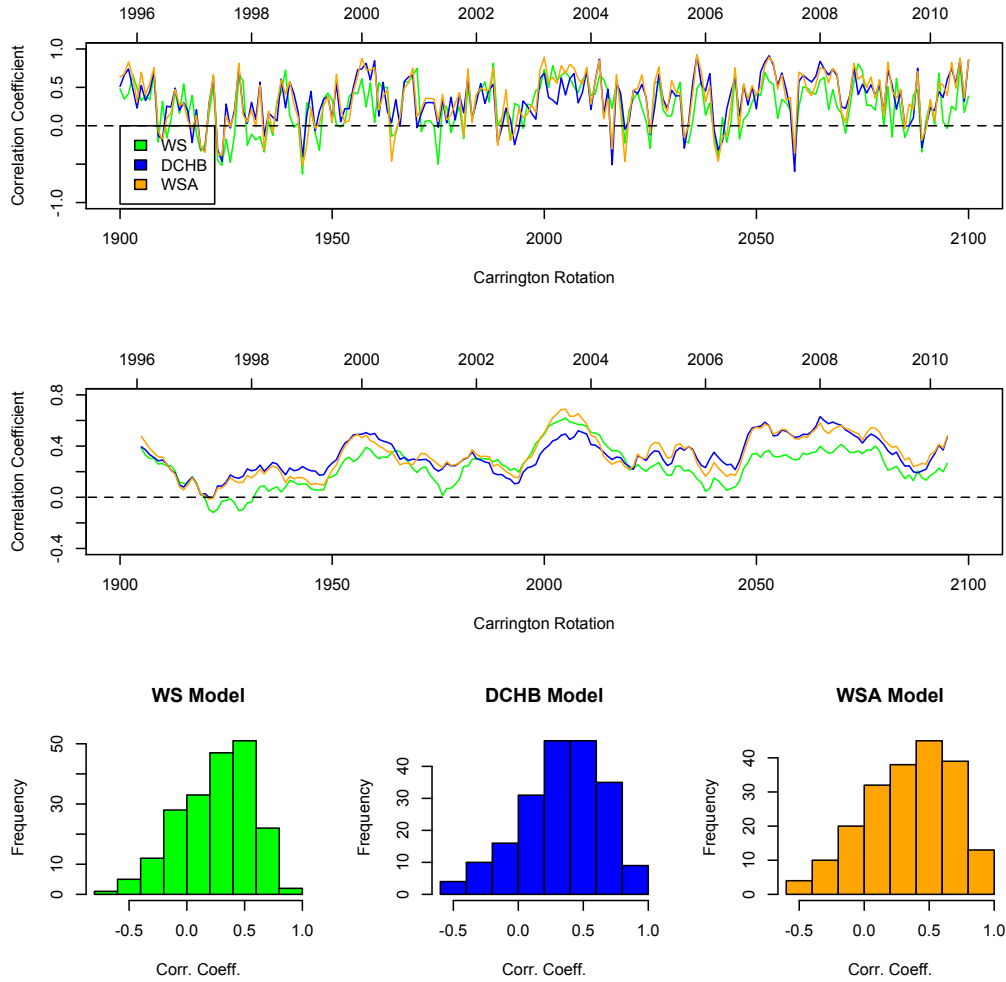 1996 1998 2000 2002 2003 2004 2006 2008 2010
Correlation Coefficient
1.0
0.5
0.0
-1.0
WS
DCHB
WSA
1900 1950 2000 2050 2100
Carrington Rotation
1996 1998 2000 2002 2004 2006 2008 2010
Correlation Coefficient
0.8
0.4
0.0
-0.4
1900 1950 2000 2050 2100
Carrington Rotation
WS Model
Frequency
50
30
10
0
-0.5 0.0 0.5 1.0
Corr. Coeff.
DCHB Model
Frequency
40
30
20
10
0
-0.5 0.0 0.5 1.0
Corr. Coeff.
WSA Model
Frequency
40
30
20
10
0
-0.5 0.0 0.5 1.0
Corr. Coeff.